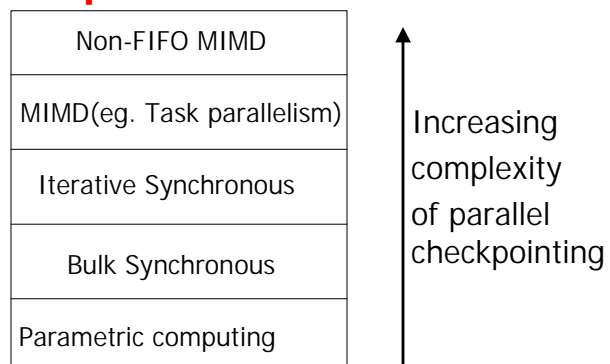 Non-FIFO MIMD
MIMD(eg. Task parallelism)
Iterative Synchronous
Bulk Synchronous
Parametric computing
Increasing
complexity
of parallel
checkpointing